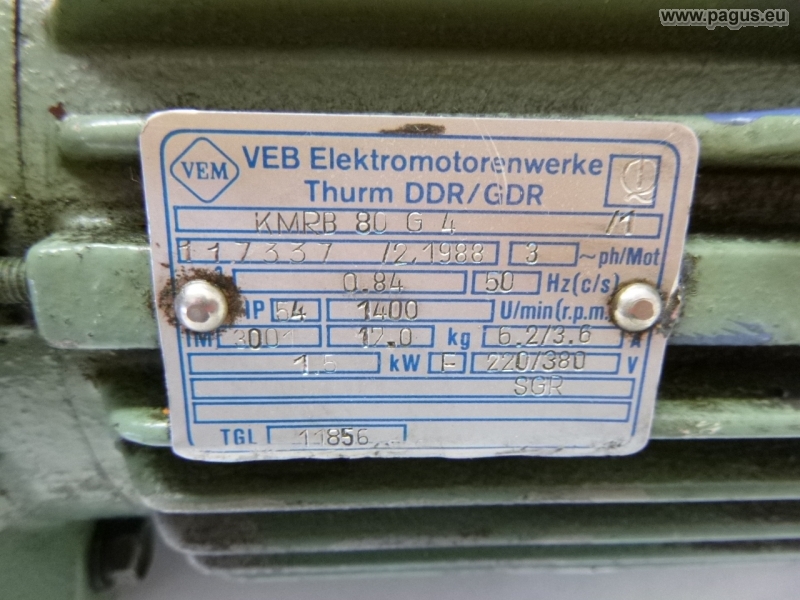 www.pagus.eu
VEM VEB Elektromotorenwerke Q
Thurm DDR/GDR
KMRB 80 G 4 /1
117337 /2.1988 3 ~ph/Mot
0.84 50 Hz(c/s)
IP 54 1400 U/min(r.p.m.
IM 3001 12.0 kg 6.2/3.6 A
1.5 kW F 220/380 V
SGR
TGL 11856